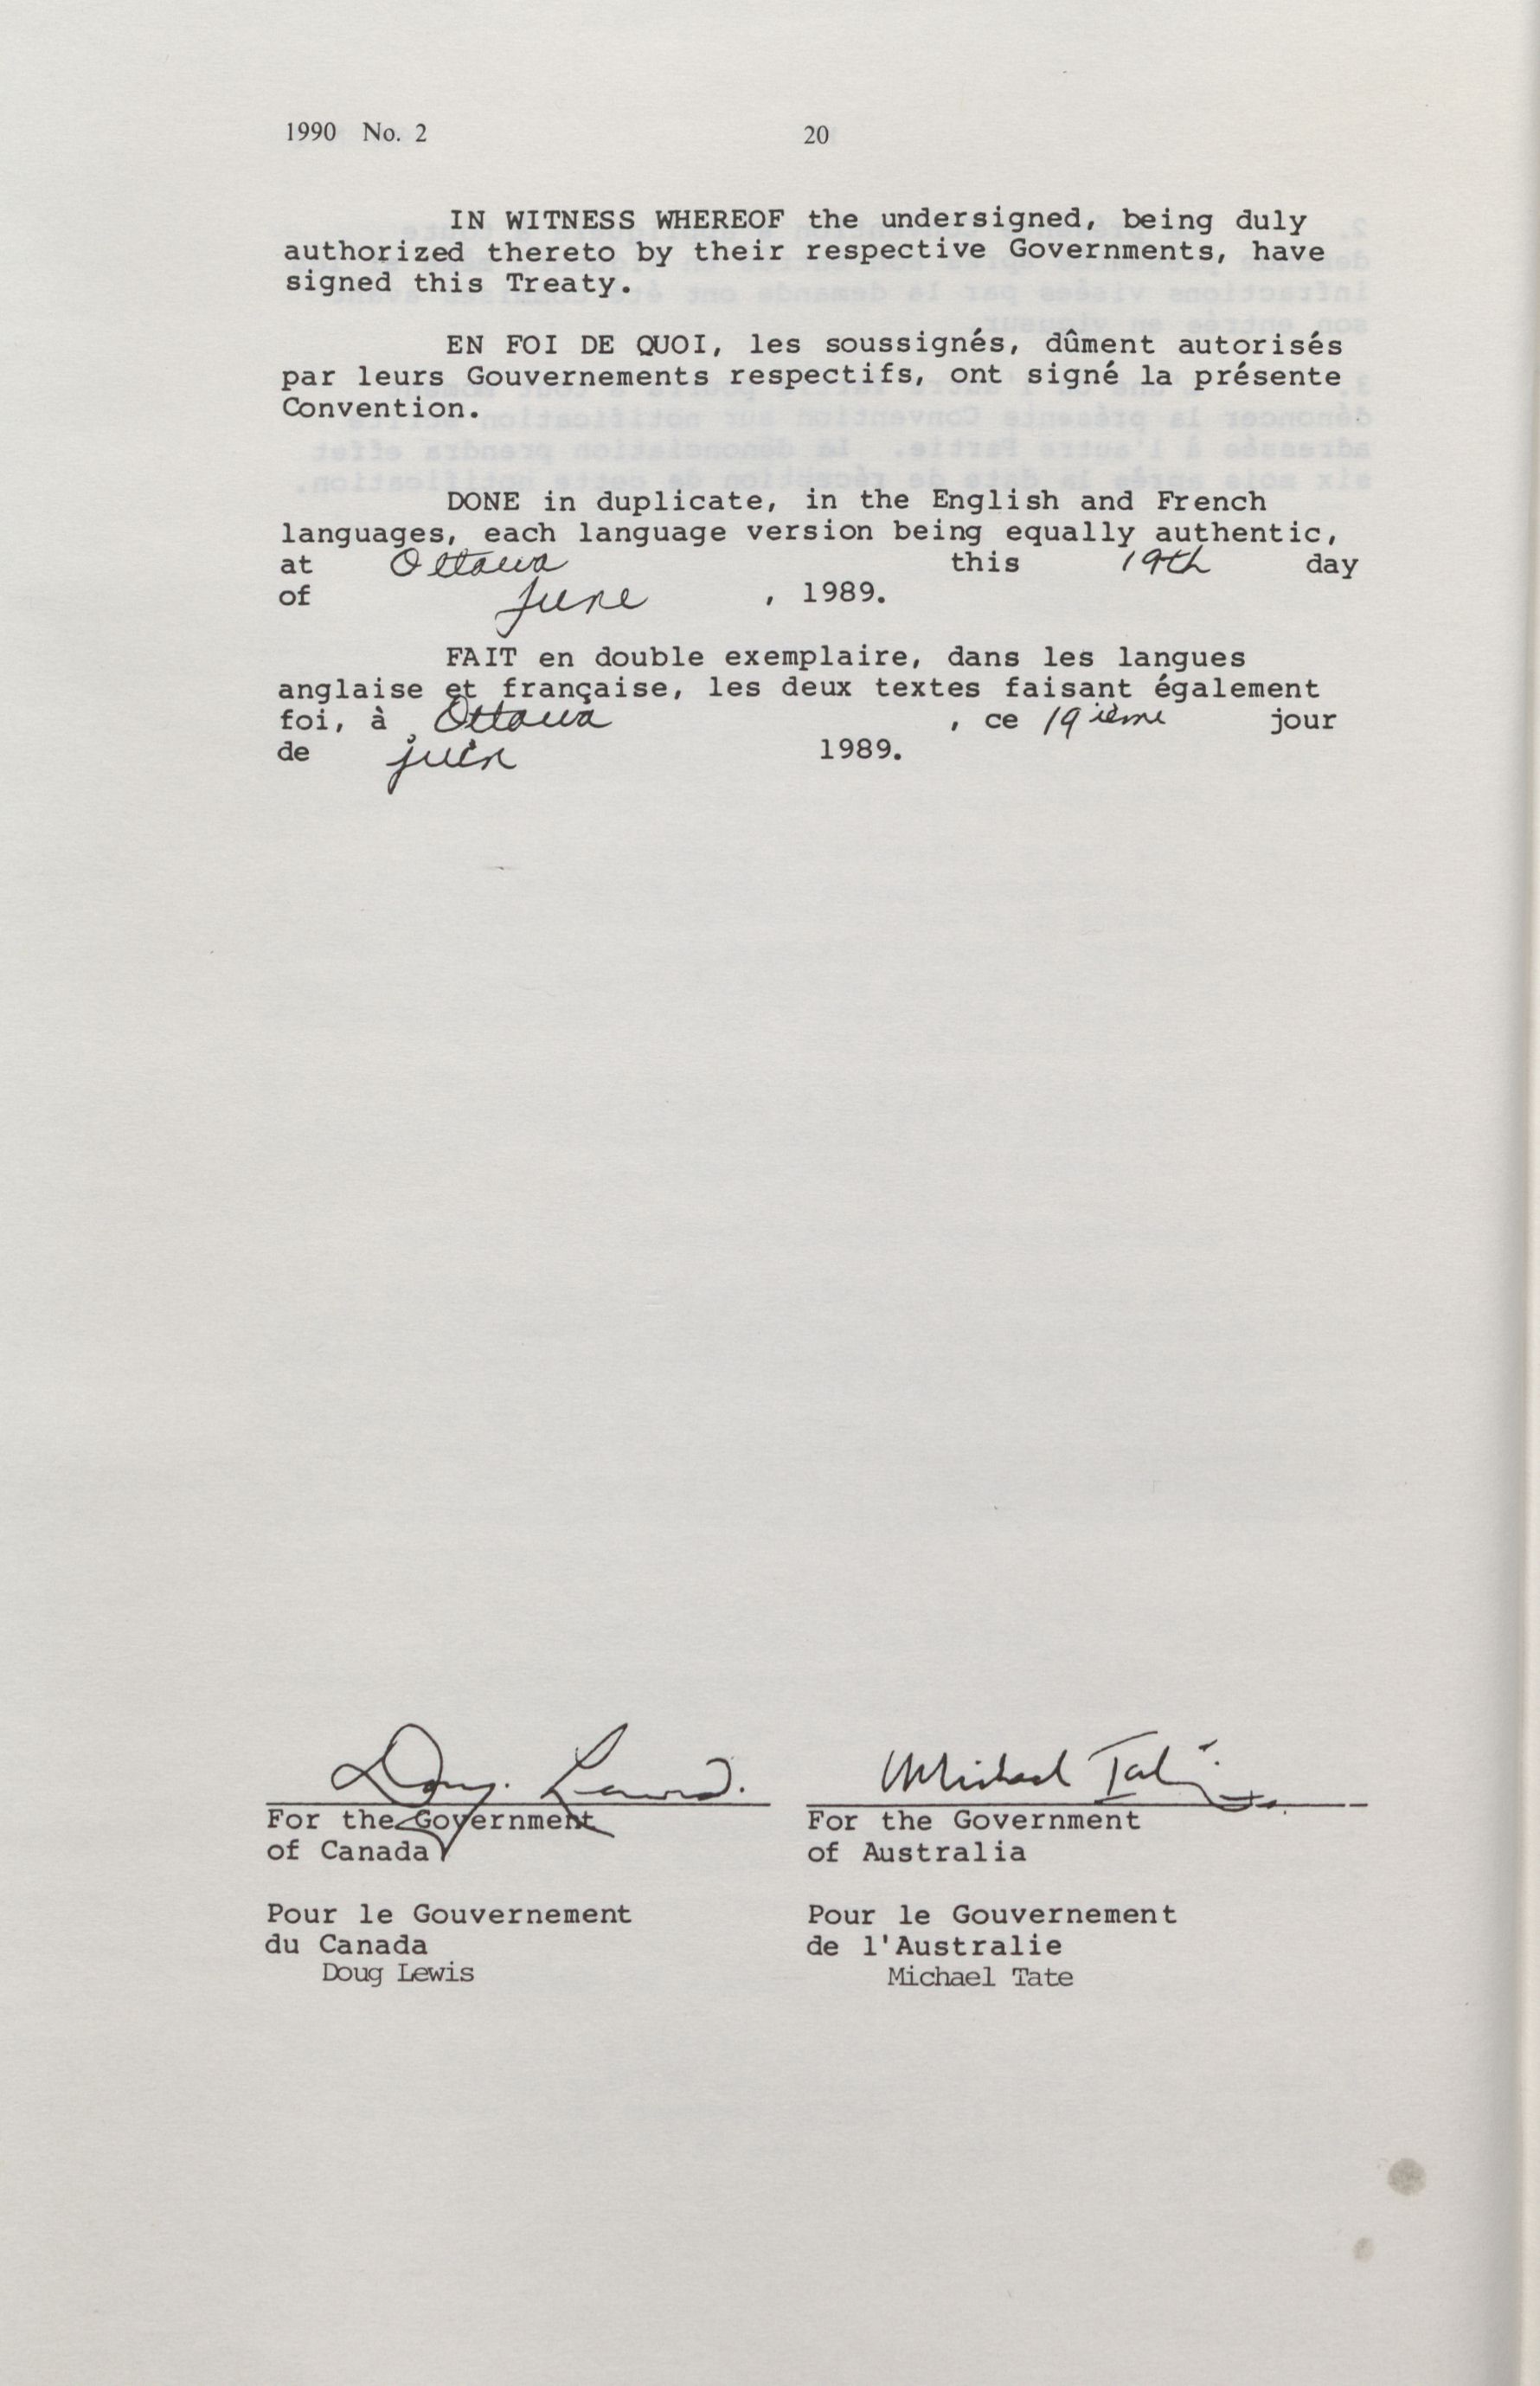 1990 No. 2
20
IN WITNESS WHEREOF the undersigned, being duly
authorized thereto by their respective Governments, have
signed this Treaty.
EN FOI DE QUOI, les soussignés, dûment autorisés
par leurs Gouvernements respectifs, ont signé la présente
Convention.
DONE in duplicate, in the English and French
languages, each language version being equally authentic,
at Ottawa this 19th day
of June , 1989.
FAIT en double exemplaire, dans les langues
anglaise et française, les deux textes faisant également
foi, à Ottawa , ce 19ième jour
de juin 1989.
Doug Lewis.
For the Government
of Canada
Pour le Gouvernement
du Canada
Doug Lewis
Michael Tate
For the Government
of Australia
Pour le Gouvernement
de l'Australie
Michael Tate